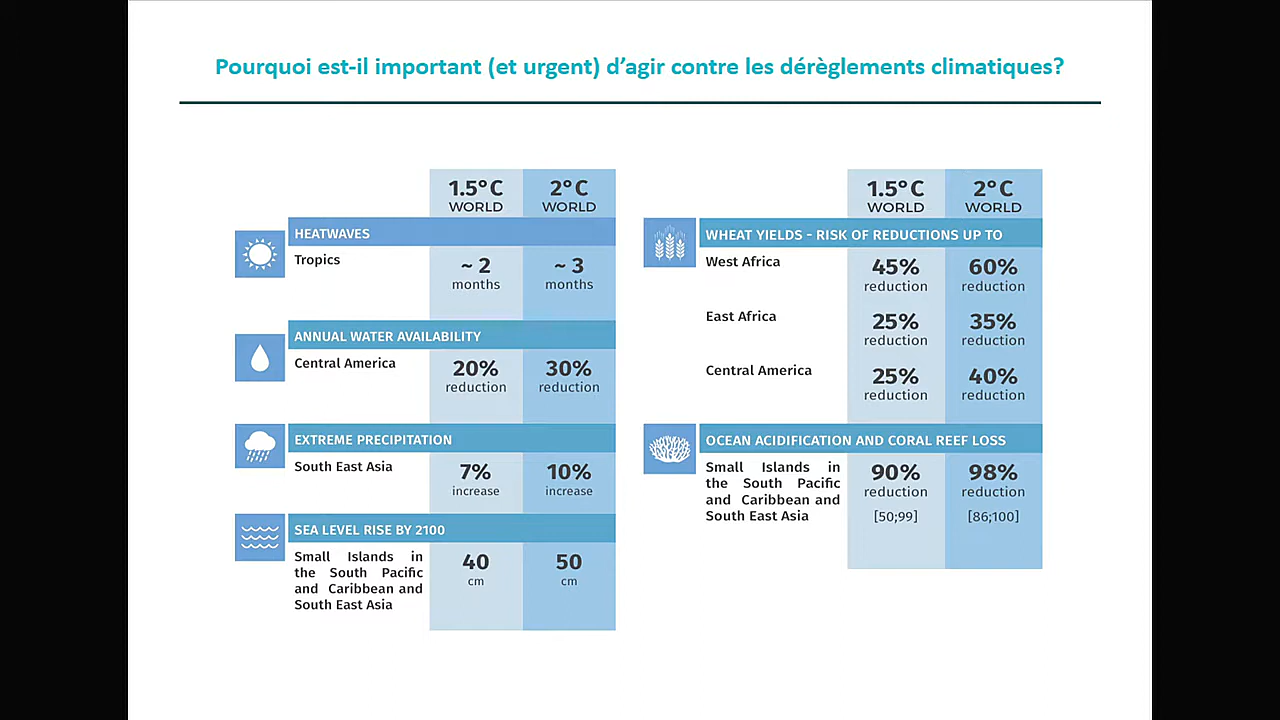 Pourquoi est-il important (et urgent) d’agir contre les dérèglements climatiques?
1.5°C 2°C
WORLD WORLD
HEATWAVES
Tropics
~ 2 ~ 3
months months
ANNUAL WATER AVAILABILITY
Central America
20% 30%
reduction reduction
EXTREME PRECIPITATION
South East Asia
7% 10%
increase increase
SEA LEVEL RISE BY 2100
Small Islands in
the South Pacific
and Caribbean and
South East Asia
40 50
cm cm
1.5°C 2°C
WORLD WORLD
WHEAT YIELDS – RISK OF REDUCTIONS UP TO
West Africa
45% 60%
reduction reduction
East Africa
25% 35%
reduction reduction
Central America
25% 40%
reduction reduction
OCEAN ACIDIFICATION AND CORAL REEF LOSS
Small Islands in
the South Pacific
and Caribbean and
South East Asia
90% 98%
reduction reduction
[50;99] [86;100]